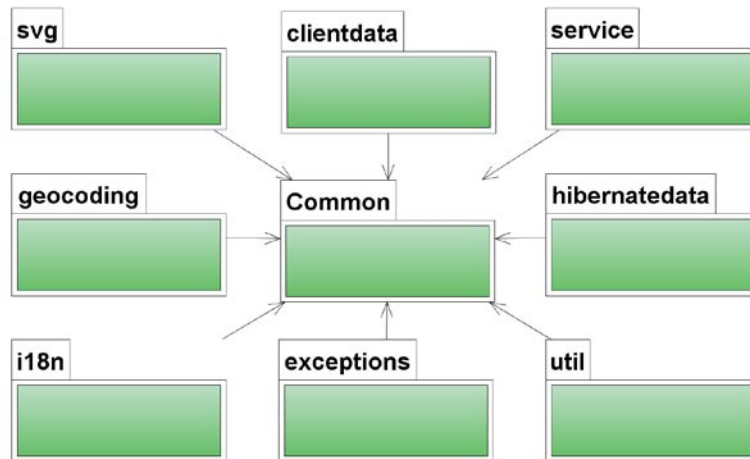 svg
clientdata
service
geocoding
Common
hibernatedata
i18n
exceptions
util